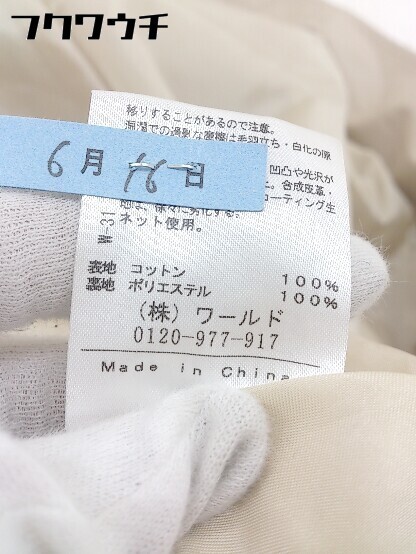 フクワウチ
移りすることがあるので注意。
6月16日
凹凸や光沢が
合成皮革・
コーティング生
ネット使用。
W-31
表地 コットン 100%
裏地 ポリエステル 100%
(株)ワールド
0120-977-917
Made in China